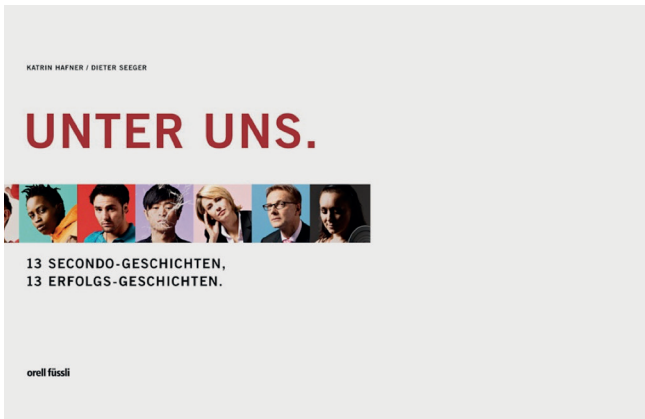 KATRIN HAFNER / DIETER SEEGER
UNTER UNS.
13 SECONDO-GESCHICHTEN,
13 ERFOLGS-GESCHICHTEN.
orell füssli